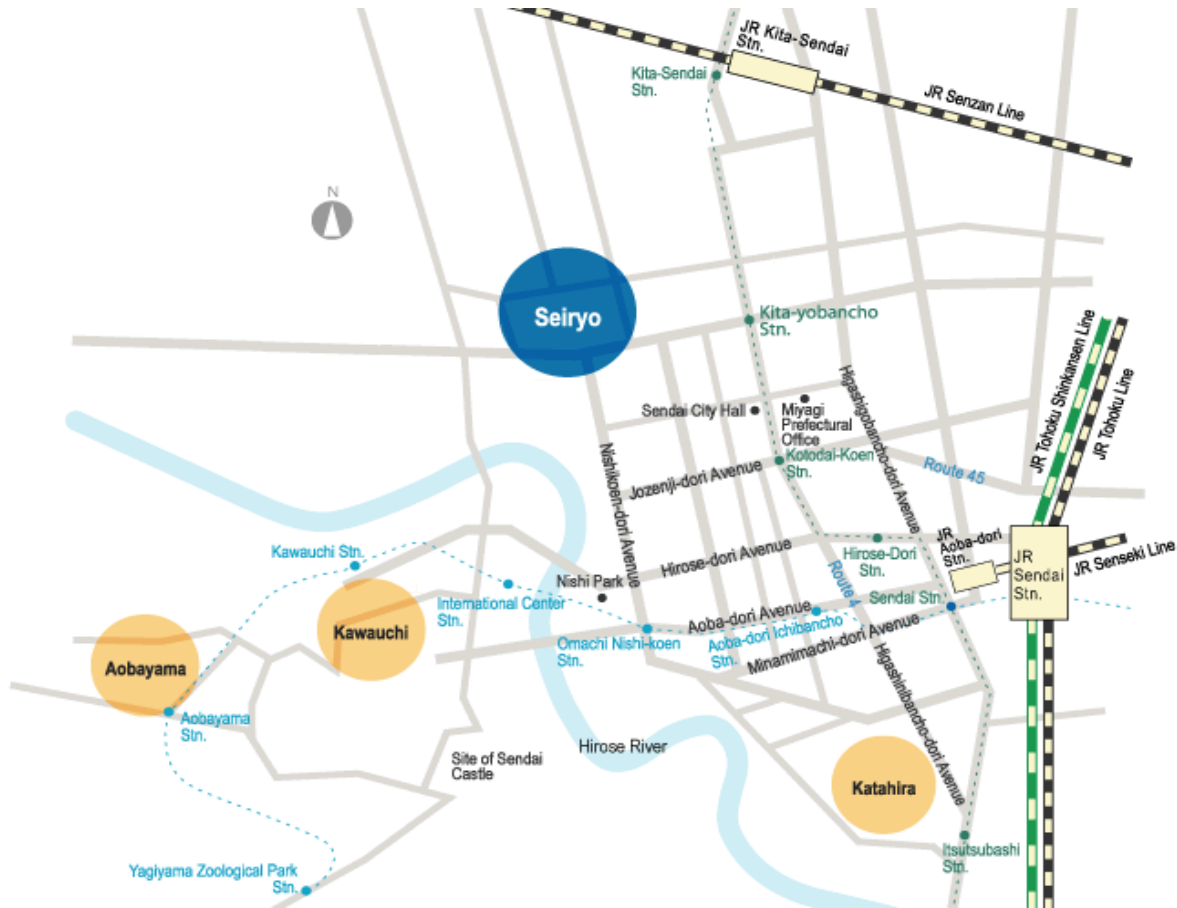 JR Kita-Sendai
Stn.
Kita-Sendai
Stn.
JR Senzan Line
N
Seiryo
Kita-yobancho
Stn.
JR Tohoku Shinkansen Line
JR Tohoku Line
Higashigobancho-dori Avenue
Sendai City Hall
Miyagi
Prefectural
Office
Kotodai-Koen
Stn.
Route 45
Nishikoen-dori Avenue
Jozenji-dori Avenue
Kawauchi Stn.
Hirose-dori Avenue
Hirose-Dori
Stn.
JR
Aoba-dori
Stn.
JR
Sendai
Stn.
JR Senseki Line
Nishi Park
International Center
Stn.
Route 4
Sendai Stn.
Aoba-dori Avenue
Kawauchi
Omachi Nishi-koen
Stn.
Aoba-dori Ichibancho
Stn.
Minamimachi-dori Avenue
Aobayama
Aobayama
Stn.
Higashinibancho-dori Avenue
Hirose River
Site of Sendai
Castle
Katahira
Itsutsubashi
Stn.
Yagiyama Zoological Park
Stn.